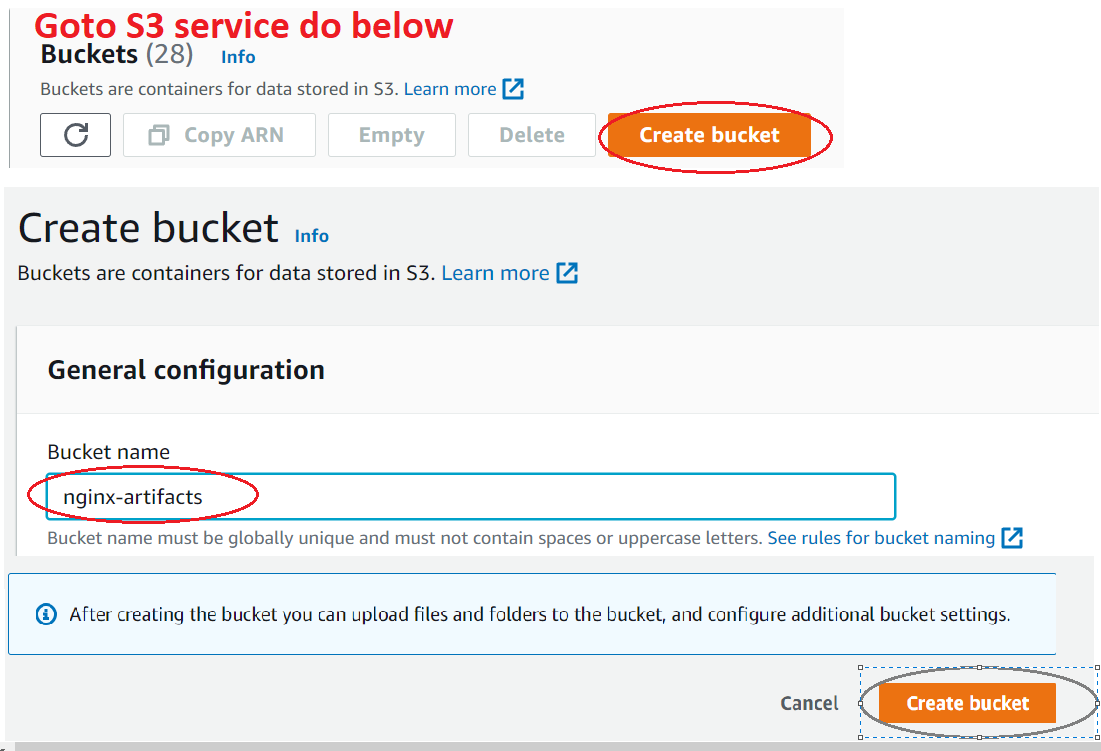 Goto S3 service do below
Buckets (28) Info
Buckets are containers for data stored in S3. Learn more
Copy ARN Empty Delete Create bucket
Create bucket Info
Buckets are containers for data stored in S3. Learn more
General configuration
Bucket name
nginx-artifacts
Bucket name must be globally unique and must not contain spaces or uppercase letters. See rules for bucket naming
After creating the bucket you can upload files and folders to the bucket, and configure additional bucket settings.
Cancel Create bucket